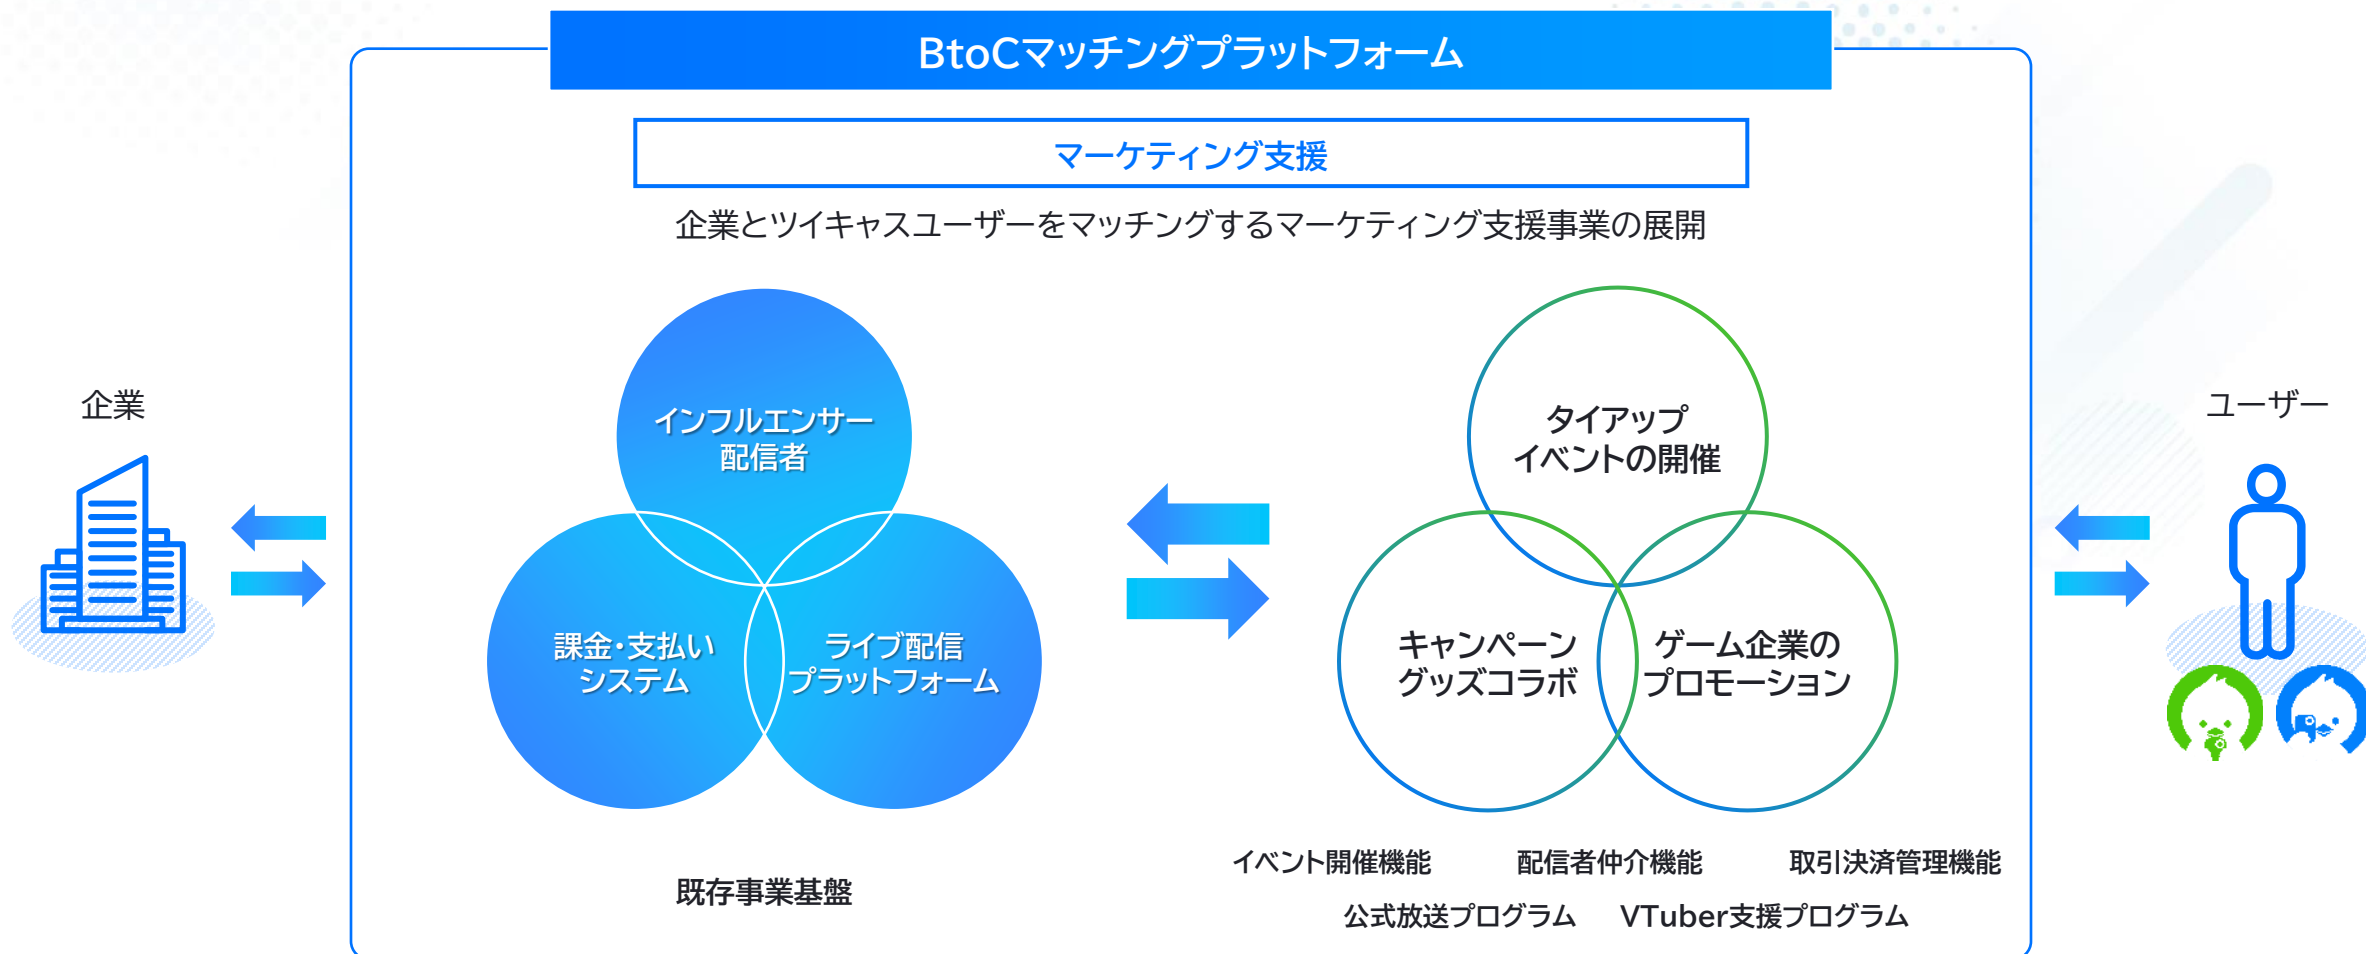 BtoCマッチングプラットフォーム
マーケティング支援
企業とツイキャスユーザーをマッチングするマーケティング支援事業の展開
企業
インフルエンサー
配信者
課金・支払い
システム
ライブ配信
プラットフォーム
既存事業基盤
タイアップ
イベントの開催
キャンペーン
グッズコラボ
ゲーム企業の
プロモーション
イベント開催機能
配信者仲介機能
取引決済管理機能
公式放送プログラム
VTuber支援プログラム
ユーザー